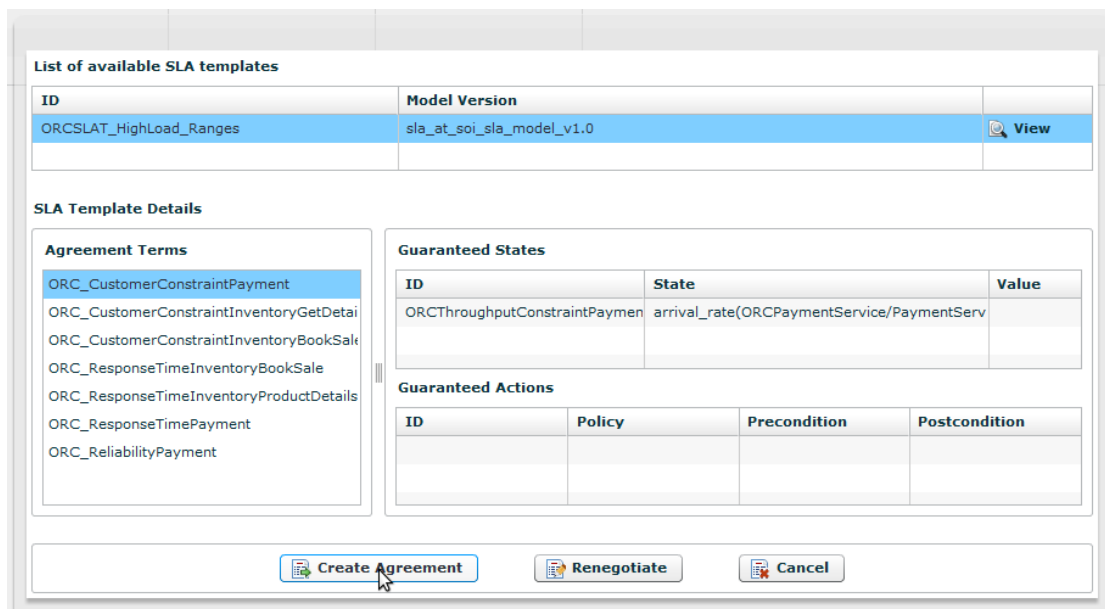 List of available SLA templates
ID Model Version
ORCSLAT_HighLoad_Ranges sla_at_soi_sla_model_v1.0 View
SLA Template Details
Agreement Terms
ORC_CustomerConstraintPayment
ORC_CustomerConstraintInventoryGetDetai
ORC_CustomerConstraintInventoryBookSale
ORC_ResponseTimeInventoryBookSale
ORC_ResponseTimeInventoryProductDetails
ORC_ResponseTimePayment
ORC_ReliabilityPayment
Guaranteed States
ID State Value
ORCThroughputConstraintPaymen arrival_rate(ORCPaymentService/PaymentServ
Guaranteed Actions
ID Policy Precondition Postcondition
Create Agreement Renegotiate Cancel